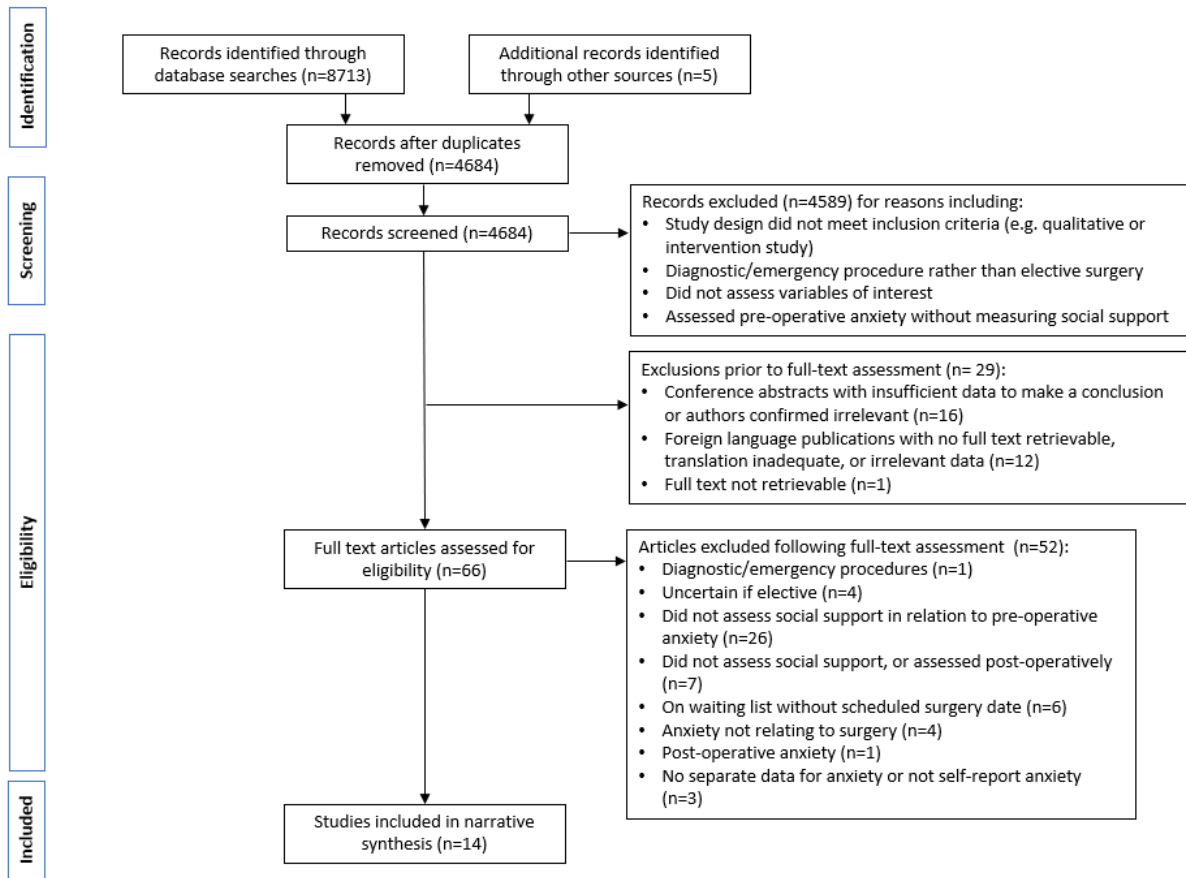 Identification
Records identified through
database searches (n=8713)
Additional records identified
through other sources (n=5)
Records after duplicates
removed (n=4684)
Screening
Records screened (n=4684)
Records excluded (n=4589) for reasons including:
• Study design did not meet inclusion criteria (e.g. qualitative or
intervention study)
• Diagnostic/emergency procedure rather than elective surgery
• Did not assess variables of interest
• Assessed pre-operative anxiety without measuring social support
Eligibility
Exclusions prior to full-text assessment (n= 29):
• Conference abstracts with insufficient data to make a conclusion
or authors confirmed irrelevant (n=16)
• Foreign language publications with no full text retrievable,
translation inadequate, or irrelevant data (n=12)
• Full text not retrievable (n=1)
Full text articles assessed for
eligibility (n=66)
Articles excluded following full-text assessment (n=52):
• Diagnostic/emergency procedures (n=1)
• Uncertain if elective (n=4)
• Did not assess social support in relation to pre-operative
anxiety (n=26)
• Did not assess social support, or assessed post-operatively
(n=7)
• On waiting list without scheduled surgery date (n=6)
• Anxiety not relating to surgery (n=4)
• Post-operative anxiety (n=1)
• No separate data for anxiety or not self-report anxiety
(n=3)
Included
Studies included in narrative
synthesis (n=14)